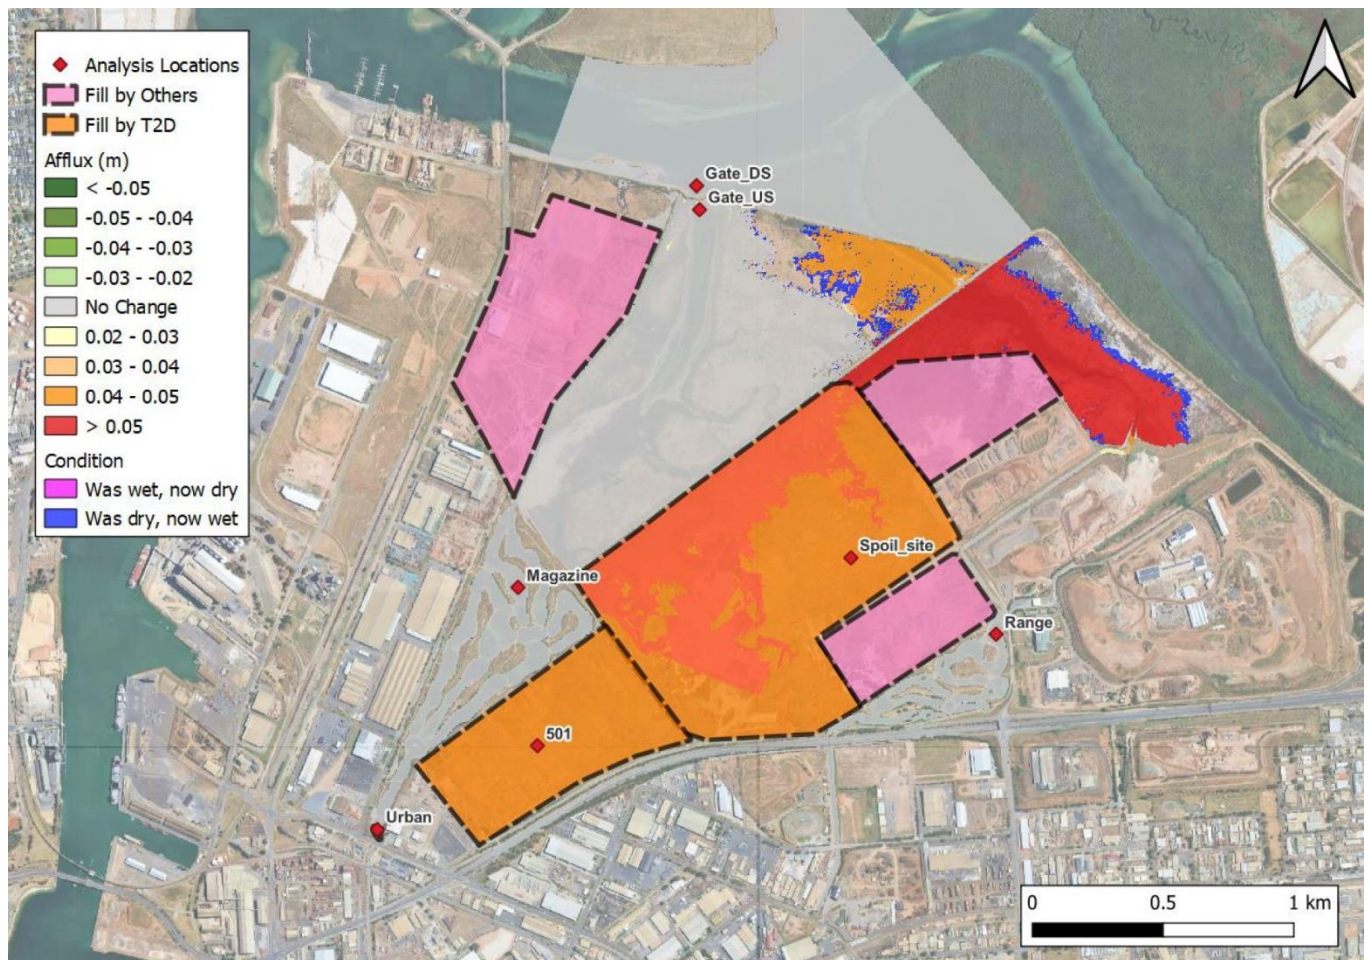 Analysis Locations
Fill by Others
Fill by T2D
Afflux (m)
< -0.05
-0.05 - -0.04
-0.04 - -0.03
-0.03 - -0.02
No Change
0.02 - 0.03
0.03 - 0.04
0.04 - 0.05
> 0.05
Condition
Was wet, now dry
Was dry, now wet
Gate_DS
Gate_US
Spoil_site
Magazine
Range
501
Urban
0 0.5 1 km